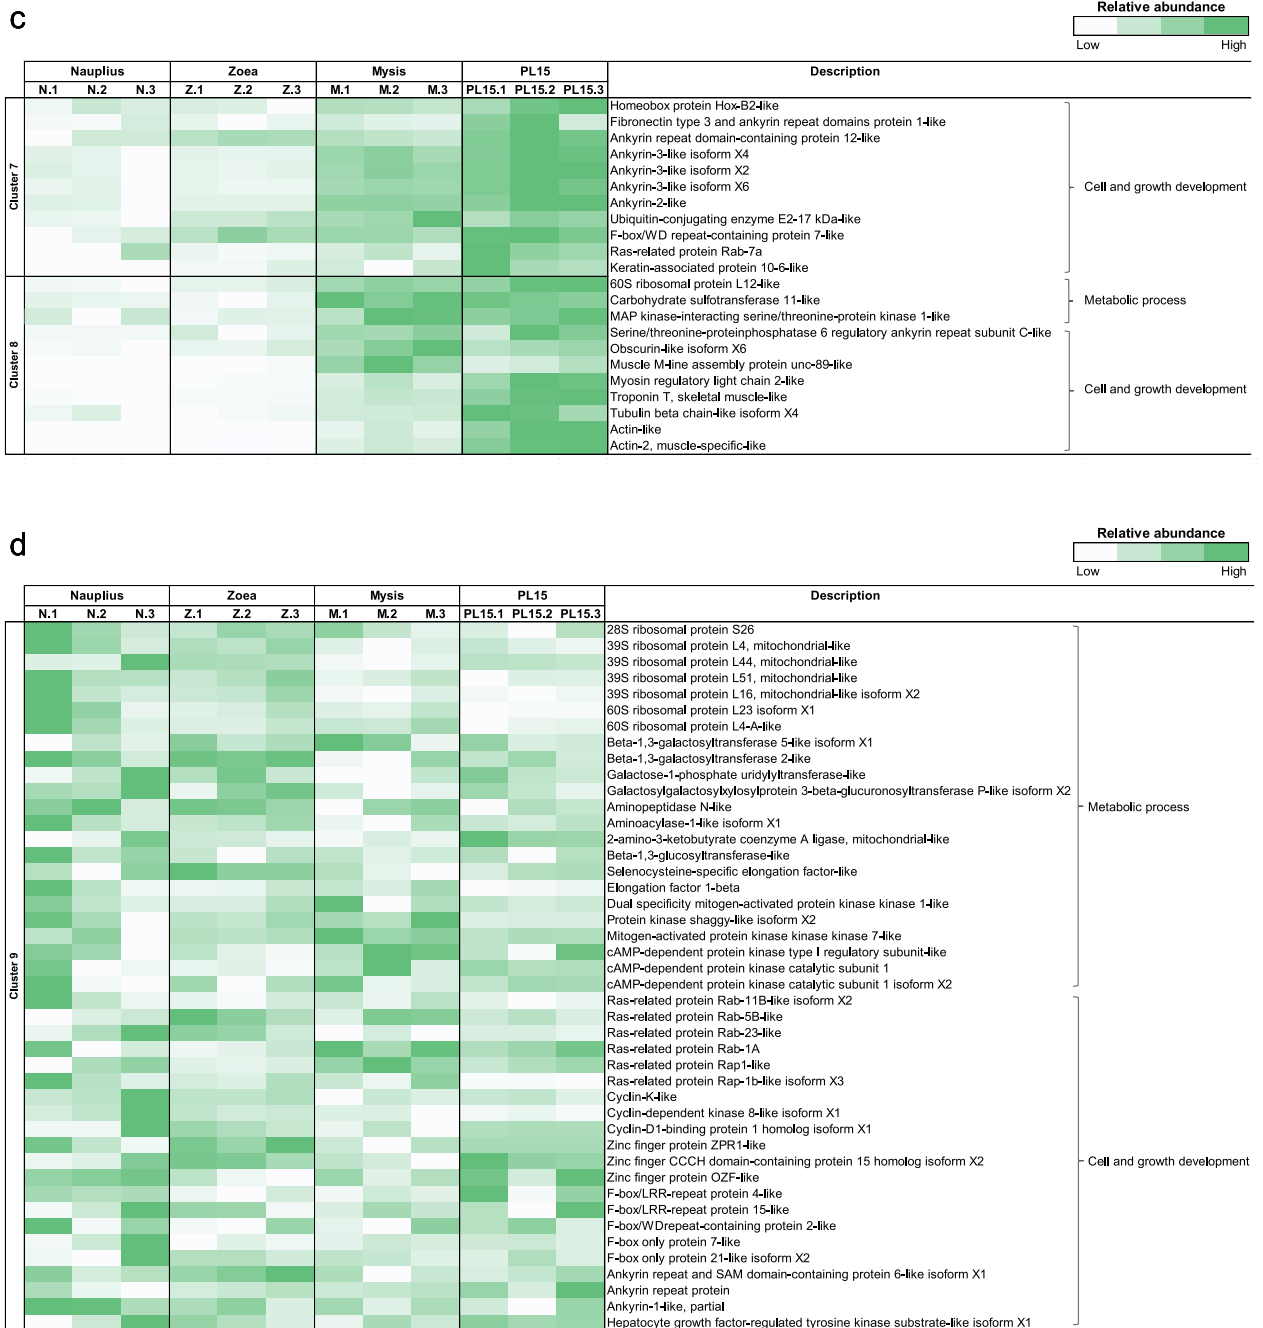 c
Relative abundance
Low High
Nauplius Zoea Mysis PL15 Description
N.1 N.2 N.3 Z.1 Z.2 Z.3 M.1 M.2 M.3 PL15.1 PL15.2 PL15.3
Cluster 7
Homeobox protein Hox-B2-like
Fibronectin type 3 and ankyrin repeat domains protein 1-like
Ankyrin repeat domain-containing protein 12-like
Ankyrin-3-like isoform X4
Ankyrin-3-like isoform X2
Ankyrin-3-like isoform X6
Ankyrin-2-like
Ubiquitin-conjugating enzyme E2-17 kDa-like
F-box/WD repeat-containing protein 7-like
Ras-related protein Rab-7a
Keratin-associated protein 10-6-like
Cell and growth development
Cluster 8
60S ribosomal protein L12-like
Carbohydrate sulfotransferase 11-like
MAP kinase-interacting serine/threonine-protein kinase 1-like
Metabolic process
Serine/threonine-proteinphosphatase 6 regulatory ankyrin repeat subunit C-like
Obscurin-like isoform X6
Muscle M-line assembly protein unc-89-like
Myosin regulatory light chain 2-like
Troponin T, skeletal muscle-like
Tubulin beta chain-like isoform X4
Actin-like
Actin-2, muscle-specific-like
Cell and growth development
d
Relative abundance
Low High
Nauplius Zoea Mysis PL15 Description
N.1 N.2 N.3 Z.1 Z.2 Z.3 M.1 M.2 M.3 PL15.1 PL15.2 PL15.3
Cluster 9
28S ribosomal protein S26
39S ribosomal protein L4, mitochondrial-like
39S ribosomal protein L44, mitochondrial-like
39S ribosomal protein L51, mitochondrial-like
39S ribosomal protein L16, mitochondrial-like isoform X2
60S ribosomal protein L23 isoform X1
60S ribosomal protein L4-A-like
Beta-1,3-galactosyltransferase 5-like isoform X1
Beta-1,3-galactosyltransferase 2-like
Galactose-1-phosphate uridylyltransferase-like
Galactosylgalactosylxylosylprotein 3-beta-glucuronosyltransferase P-like isoform X2
Aminopeptidase N-like
Aminoacylase-1-like isoform X1
2-amino-3-ketobutyrate coenzyme A ligase, mitochondrial-like
Beta-1,3-glucosyltransferase-like
Selenocysteine-specific elongation factor-like
Elongation factor 1-beta
Dual specificity mitogen-activated protein kinase kinase 1-like
Protein kinase shaggy-like isoform X2
Mitogen-activated protein kinase kinase kinase 7-like
cAMP-dependent protein kinase type I regulatory subunit-like
cAMP-dependent protein kinase catalytic subunit 1
cAMP-dependent protein kinase catalytic subunit 1 isoform X2
Metabolic process
Ras-related protein Rab-11B-like isoform X2
Ras-related protein Rab-5B-like
Ras-related protein Rab-23-like
Ras-related protein Rab-1A
Ras-related protein Rap1-like
Ras-related protein Rap-1b-like isoform X3
Cyclin-K-like
Cyclin-dependent kinase 8-like isoform X1
Cyclin-D1-binding protein 1 homolog isoform X1
Zinc finger protein ZPR1-like
Zinc finger CCCH domain-containing protein 15 homolog isoform X2
Zinc finger protein OZF-like
F-box/LRR-repeat protein 4-like
F-box/LRR-repeat protein 15-like
F-box/WDrepeat-containing protein 2-like
F-box only protein 7-like
F-box only protein 21-like isoform X2
Ankyrin repeat and SAM domain-containing protein 6-like isoform X1
Ankyrin repeat protein
Ankyrin-1-like, partial
Hepatocyte growth factor-regulated tyrosine kinase substrate-like isoform X1
Cell and growth development